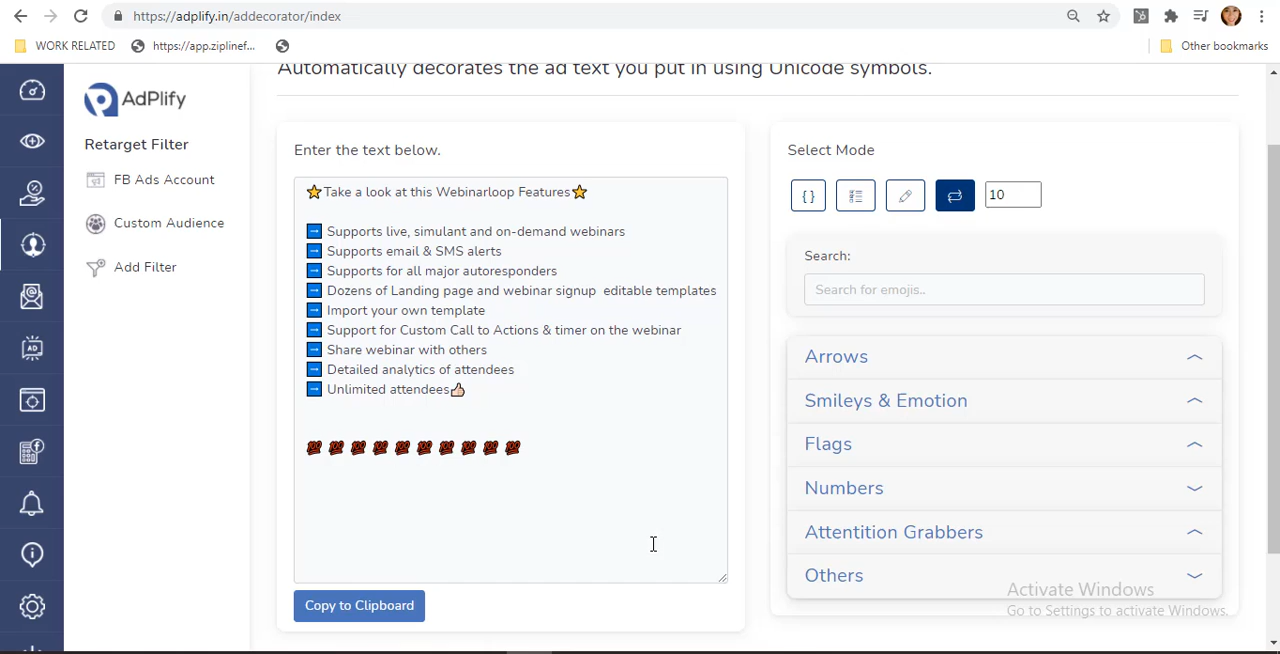 https://adplify.in/addecorator/index
WORK RELATED
https://app.ziplinef...
Other bookmarks
AdPlify
Retarget Filter
FB Ads Account
Custom Audience
Add Filter
AD
Automatically decorates the ad text you put in using Unicode symbols.
Enter the text below.
⭐Take a look at this Webinarloop Features⭐
➡️ Supports live, simulant and on-demand webinars
➡️ Supports email & SMS alerts
➡️ Supports for all major autoresponders
➡️ Dozens of Landing page and webinar signup  editable templates
➡️ Import your own template
➡️ Support for Custom Call to Actions & timer on the webinar
➡️ Share webinar with others
➡️ Detailed analytics of attendees
➡️ Unlimited attendees👍
💯 💯 💯 💯 💯 💯 💯 💯 💯 💯
Copy to Clipboard
Select Mode
{ }
10
Search:
Search for emojis..
Arrows
Smileys & Emotion
Flags
Numbers
Attentition Grabbers
Others
Activate Windows
Go to Settings to activate Windows.